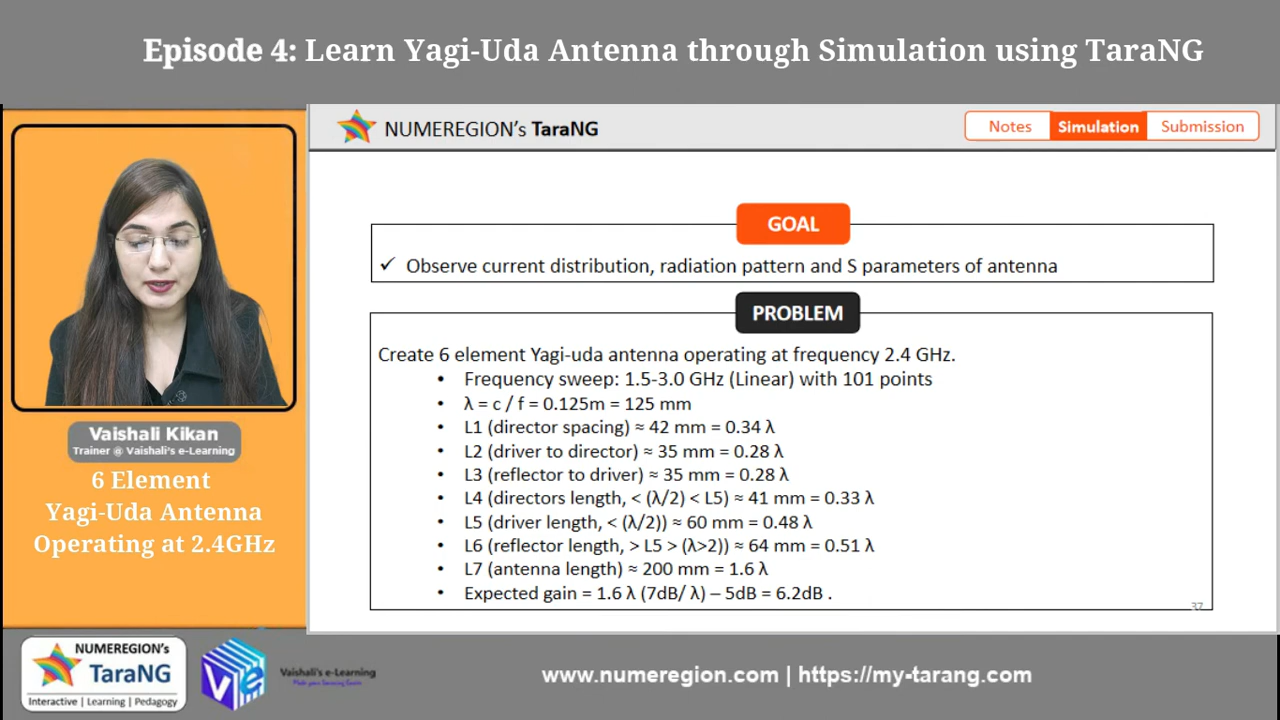 Episode 4: Learn Yagi-Uda Antenna through Simulation using TaraNG
NUMEREGION's TaraNG
Notes
Simulation
Submission
GOAL
✓ Observe current distribution, radiation pattern and S parameters of antenna
PROBLEM
Create 6 element Yagi-uda antenna operating at frequency 2.4 GHz.
• Frequency sweep: 1.5-3.0 GHz (Linear) with 101 points
• λ = c / f = 0.125m = 125 mm
• L1 (director spacing) ≈ 42 mm = 0.34 λ
• L2 (driver to director) ≈ 35 mm = 0.28 λ
• L3 (reflector to driver) ≈ 35 mm = 0.28 λ
• L4 (directors length, < (λ/2) < L5) ≈ 41 mm = 0.33 λ
• L5 (driver length, < (λ/2)) ≈ 60 mm = 0.48 λ
• L6 (reflector length, > L5 > (λ>2)) ≈ 64 mm = 0.51 λ
• L7 (antenna length) ≈ 200 mm = 1.6 λ
• Expected gain = 1.6 λ (7dB/ λ) – 5dB = 6.2dB .
37
Vaishali Kikan
Trainer @ Vaishali's e-Learning
6 Element
Yagi-Uda Antenna
Operating at 2.4GHz
NUMEREGION's
TaraNG
Interactive | Learning | Pedagogy
Vaishali's e-Learning
www.numeregion.com | https://my-tarang.com